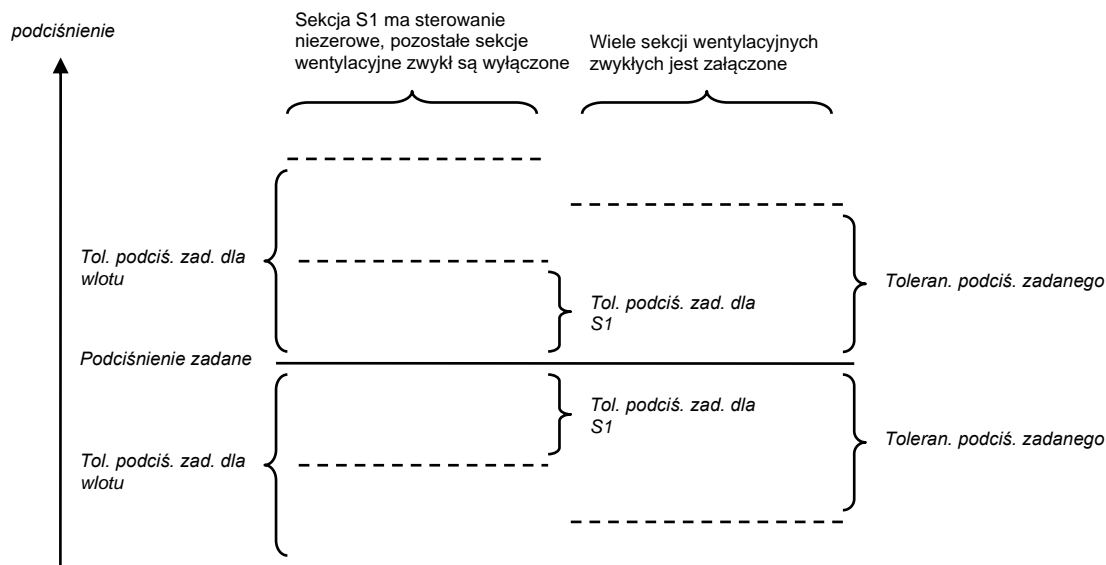 podciśnienie
Sekcja S1 ma sterowanie
niezerowe, pozostałe sekcje
wentylacyjne zwykł są wyłączone
Wiele sekcji wentylacyjnych
zwykłych jest załączone
Tol. podciś. zad. dla
wlotu
Toleran. podciś. zadanego
Tol. podciś. zad. dla
S1
Podciśnienie zadane
Tol. podciś. zad. dla
S1
Toleran. podciś. zadanego
Tol. podciś. zad. dla
wlotu